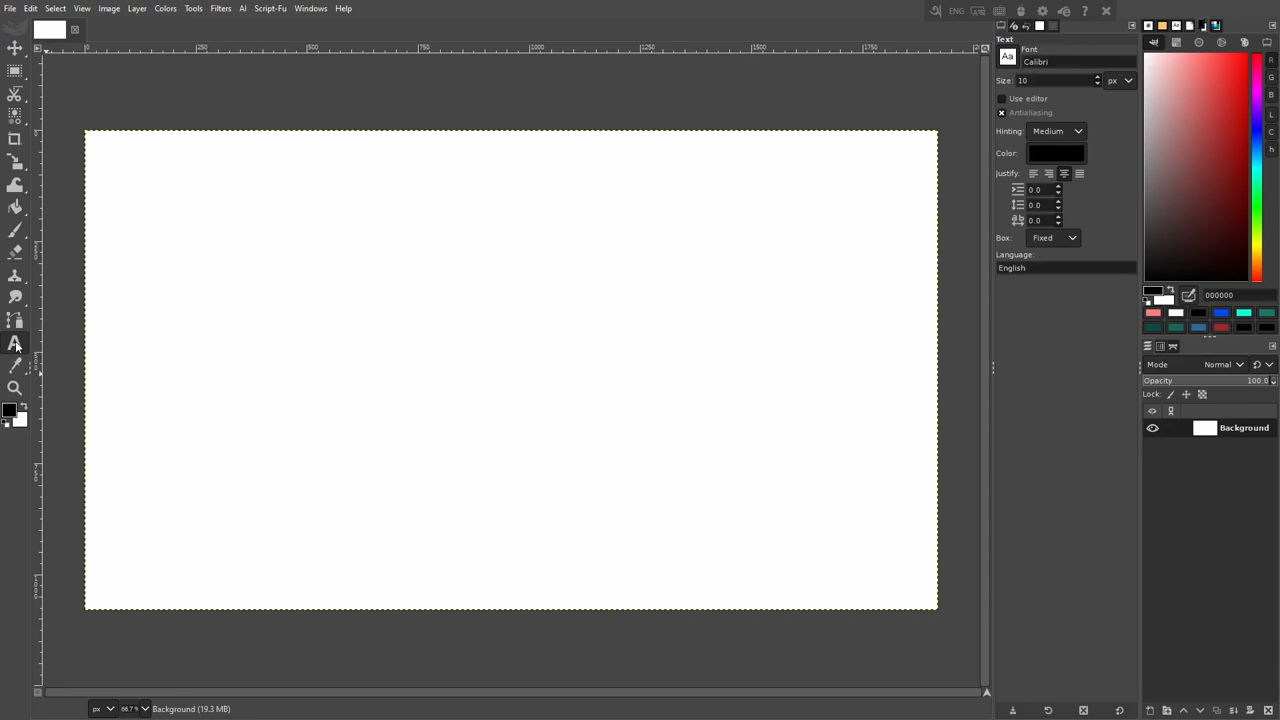 File Edit Select View Image Layer Colors Tools Filters AI Script-Fu Windows Help
ENG
0 250 500 750 1000 1250 1500 1750
Text
Aa
Font
Calibri
Size: 10 px
Use editor
Antialiasing
Hinting: Medium
Color:
Justify:
0.0
0.0
0.0
Box: Fixed
Language:
English
R
G
B
L
C
h
000000
Mode Normal
Opacity 100.0
Lock:
Background
px 66.7 % Background (19.3 MB)